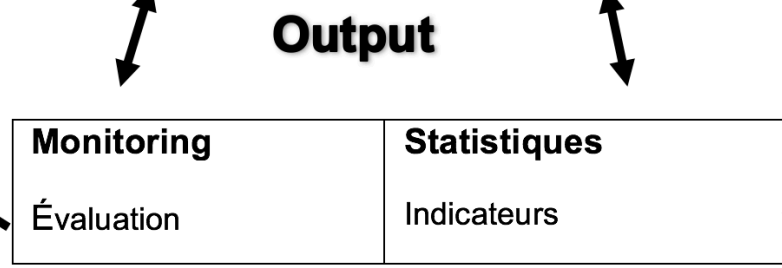 Output
Monitoring
Évaluation
Statistiques
Indicateurs